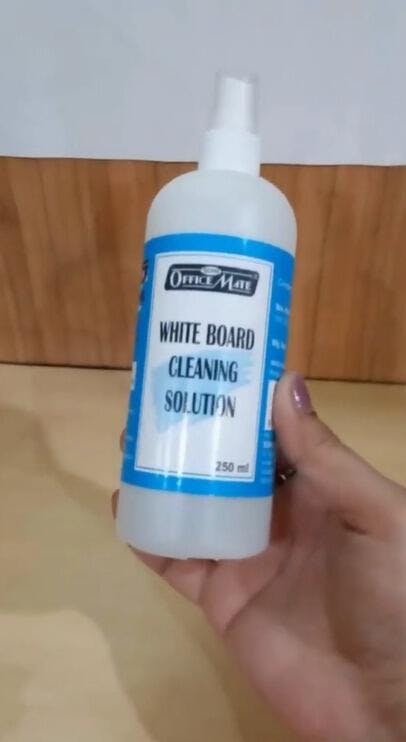 OFFICE MATE
WHITE BOARD
CLEANING
SOLUTION
250 ml